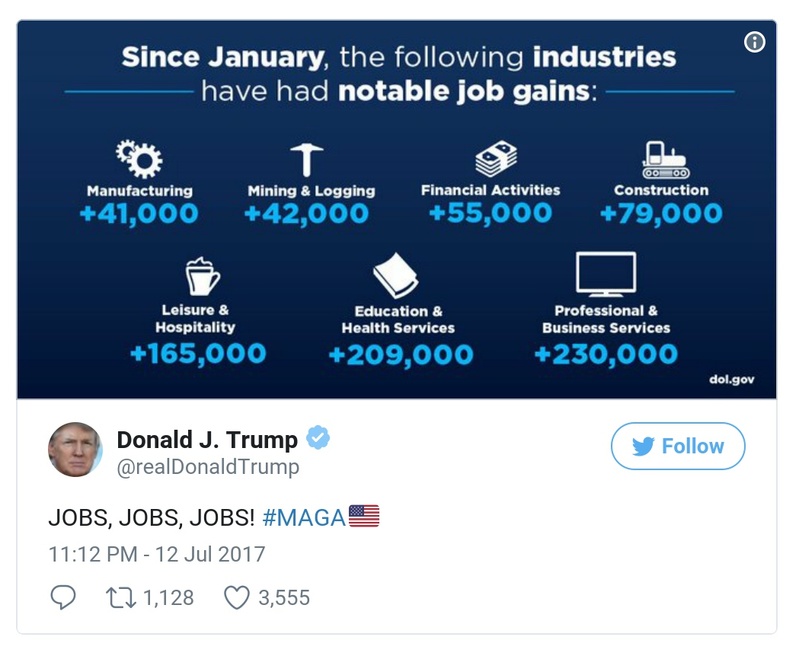 Since January, the following industries
have had notable job gains:
Manufacturing
+41,000
Mining & Logging
+42,000
Financial Activities
+55,000
Construction
+79,000
Leisure &
Hospitality
+165,000
Education &
Health Services
+209,000
Professional &
Business Services
+230,000
dol.gov
Donald J. Trump
@realDonaldTrump
Follow
JOBS, JOBS, JOBS! #MAGA🇺🇸
11:12 PM - 12 Jul 2017
1,128 3,555